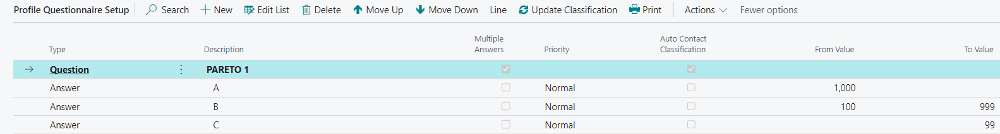 Profile Questionnaire Setup Search New Edit List Delete Move Up Move Down Line Update Classification Print Actions Fewer options
Type Description Multiple Answers Priority Auto Contact Classification From Value To Value
Question PARETO 1
Answer A Normal 1,000
Answer B Normal 100 999
Answer C Normal 99